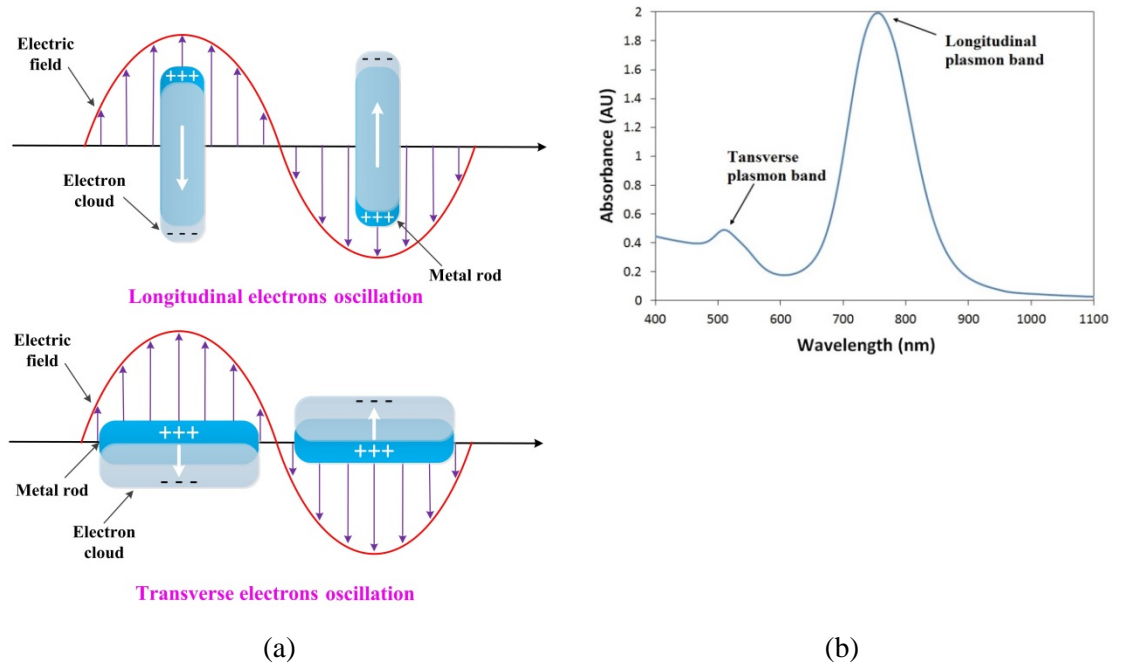 Electric
field
+++
- - -
Electron
cloud
- - -
+++
Metal rod
Longitudinal electrons oscillation
Electric
field
+++
- - -
- - -
+++
Metal rod
Electron
cloud
Transverse electrons oscillation
(a)
Absorbance (AU)
2
1.8
1.6
1.4
1.2
1
0.8
0.6
0.4
0.2
0
Longitudinal
plasmon band
Tansverse
plasmon band
400 500 600 700 800 900 1000 1100
Wavelength (nm)
(b)